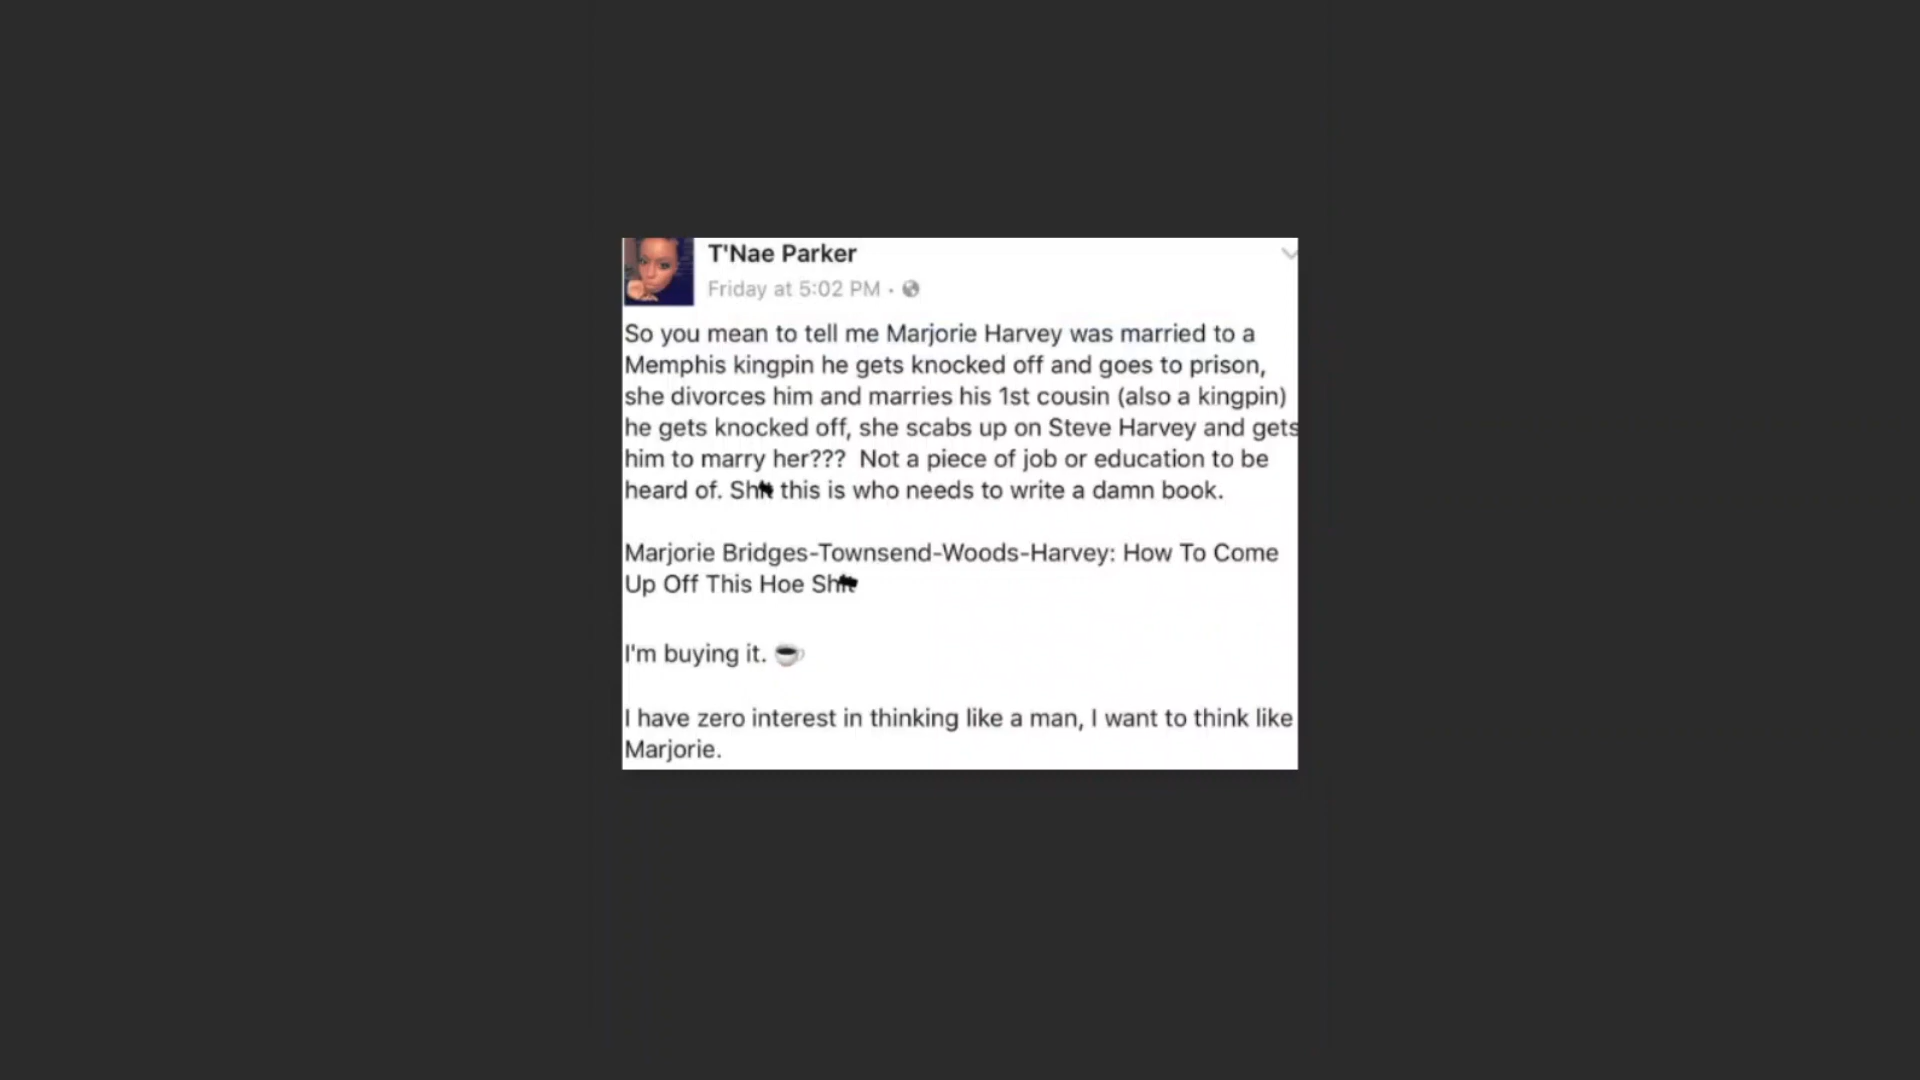 T'Nae Parker
Friday at 5:02 PM ·
So you mean to tell me Marjorie Harvey was married to a
Memphis kingpin he gets knocked off and goes to prison,
she divorces him and marries his 1st cousin (also a kingpin)
he gets knocked off, she scabs up on Steve Harvey and gets
him to marry her??? Not a piece of job or education to be
heard of. Sh this is who needs to write a damn book.
Marjorie Bridges-Townsend-Woods-Harvey: How To Come
Up Off This Hoe Sh
I'm buying it. ☕
I have zero interest in thinking like a man, I want to think like
Marjorie.